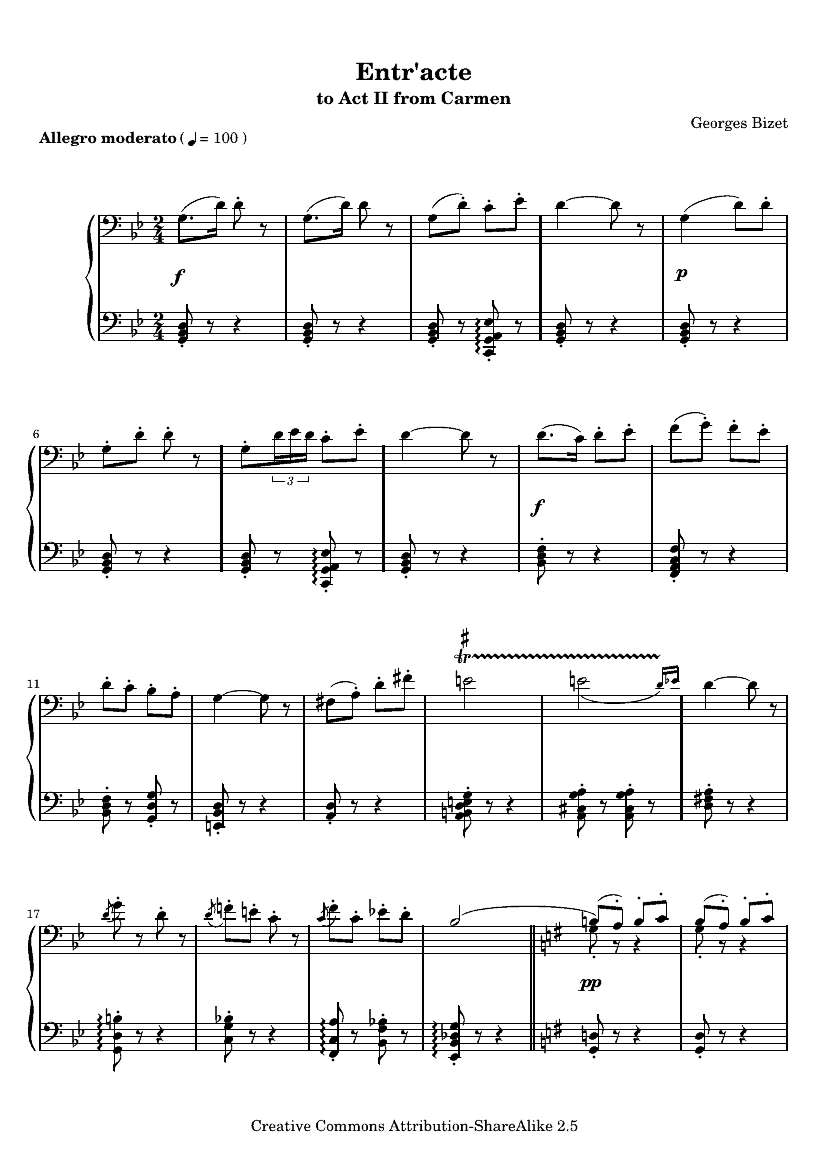 Entr'acte
to Act II from Carmen
Georges Bizet
Allegro moderato ( ♩ = 100 )
f
p
6
3
f
11
tr
17
pp
Creative Commons Attribution-ShareAlike 2.5